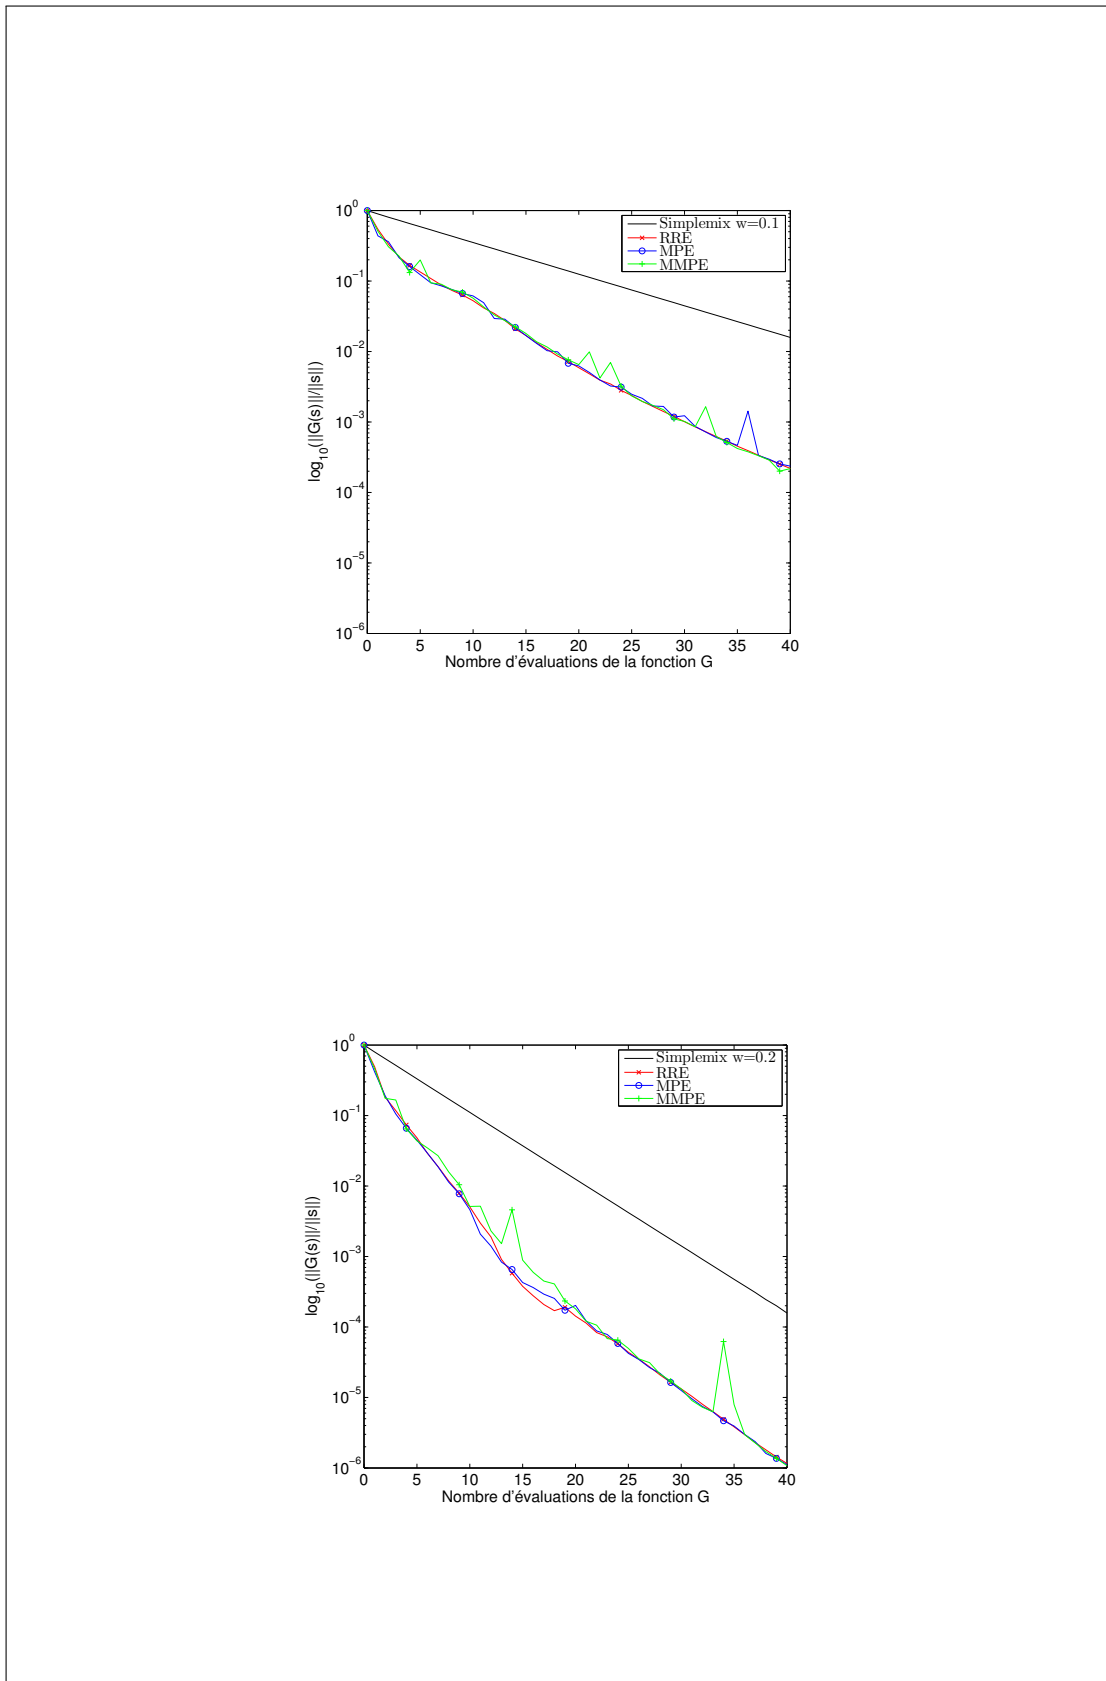 10^0
10^-1
10^-2
10^-3
10^-4
10^-5
10^-6
log_10(||G(s)||/||s||)
Simplemix w=0.1
RRE
MPE
MMPE
0 5 10 15 20 25 30 35 40
Nombre d'évaluations de la fonction G
10^0
10^-1
10^-2
10^-3
10^-4
10^-5
10^-6
log_10(||G(s)||/||s||)
Simplemix w=0.2
RRE
MPE
MMPE
0 5 10 15 20 25 30 35 40
Nombre d'évaluations de la fonction G